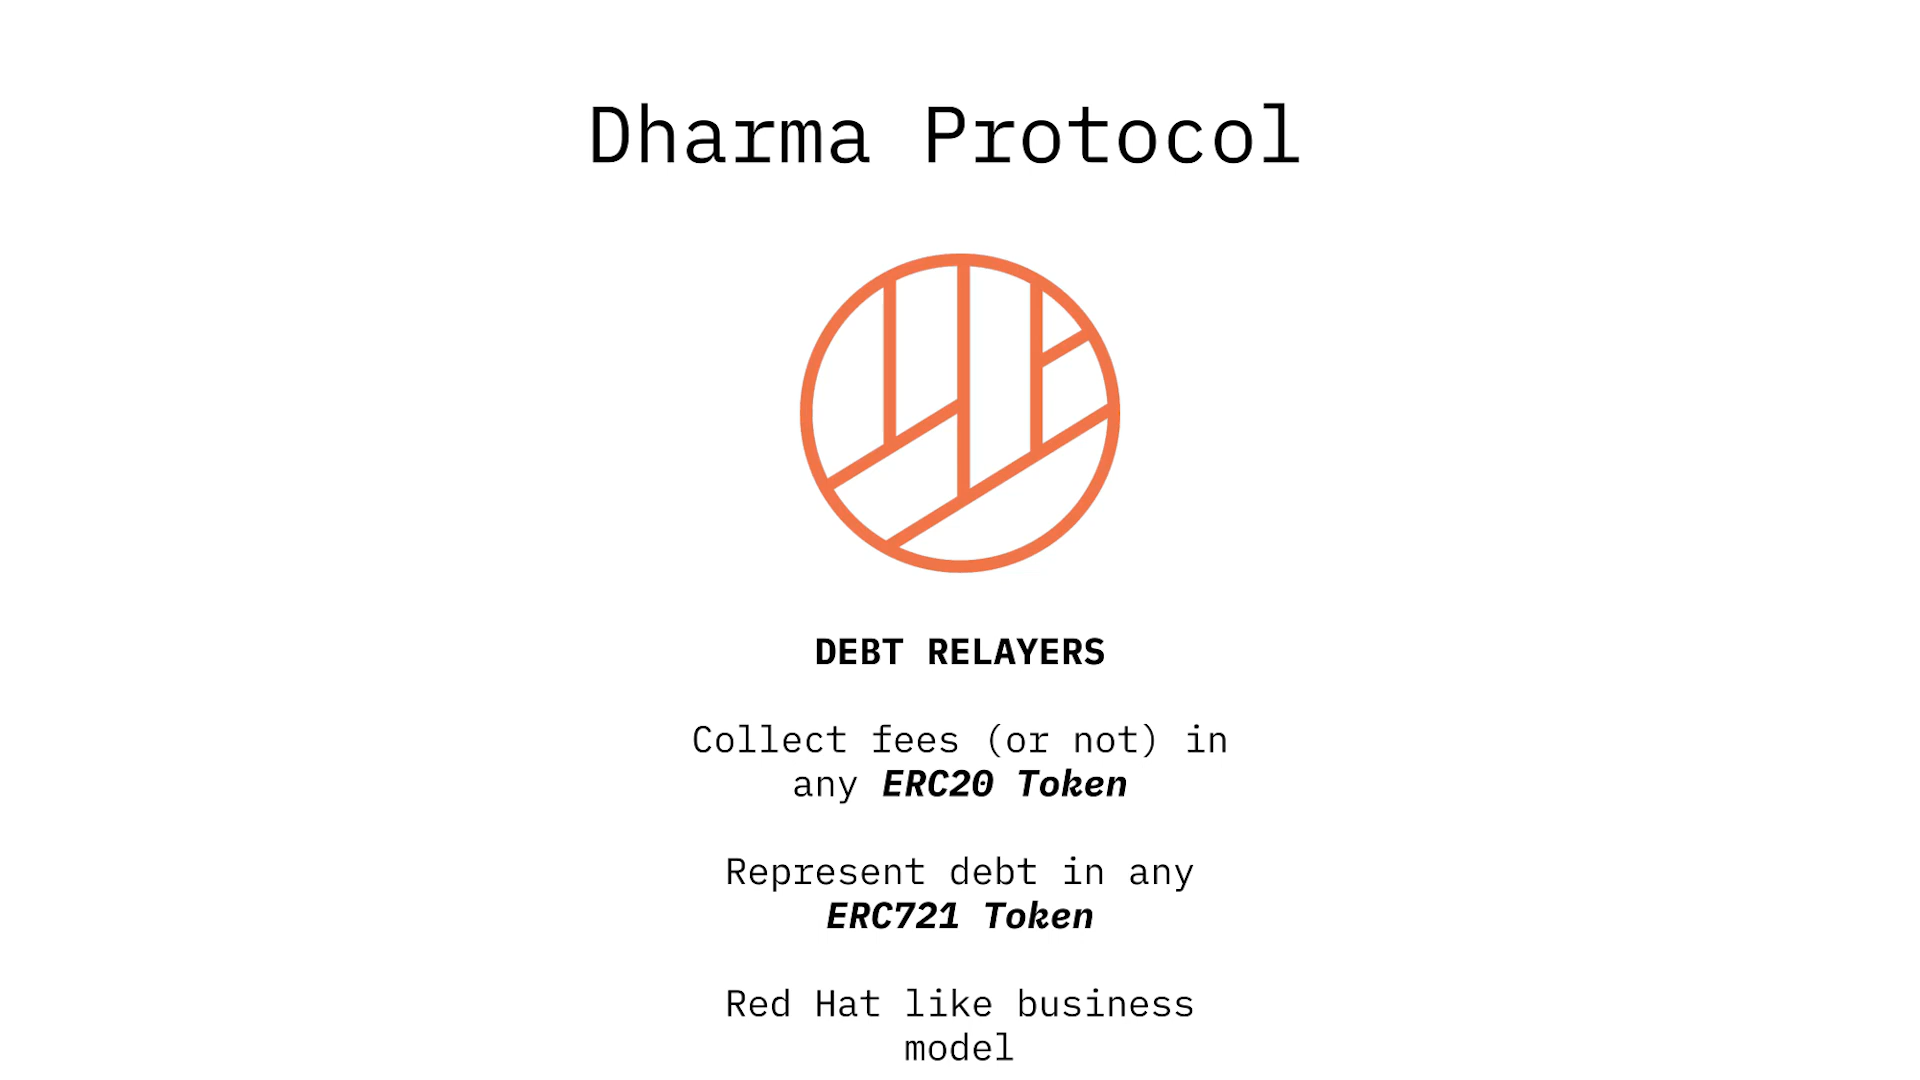 Dharma Protocol
DEBT RELAYERS
Collect fees (or not) in
any ERC20 Token
Represent debt in any
ERC721 Token
Red Hat like business
model